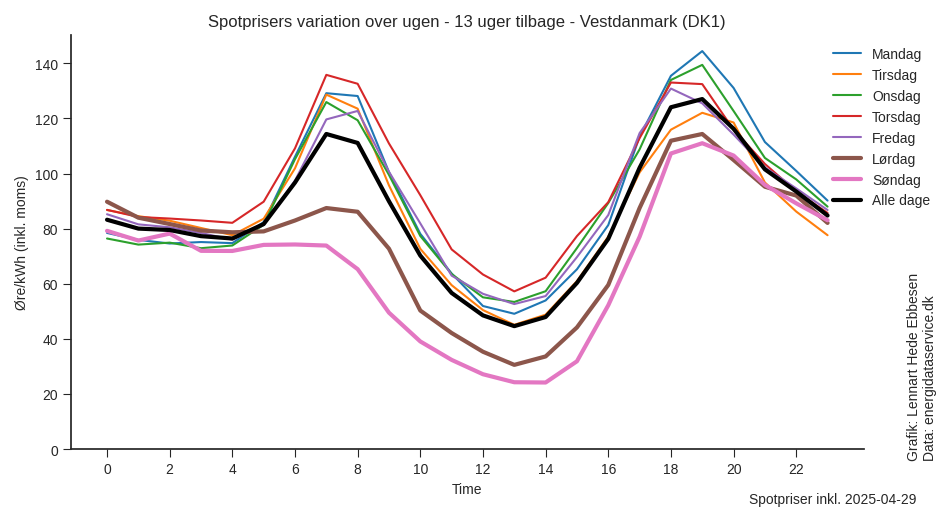 Spotprisers variation over ugen - 13 uger tilbage - Vestdanmark (DK1)
Øre/kWh (inkl. moms)
140
120
100
80
60
40
20
0
0 2 4 6 8 10 12 14 16 18 20 22
Time
Mandag
Tirsdag
Onsdag
Torsdag
Fredag
Lørdag
Søndag
Alle dage
Grafik: Lennart Hede Ebbesen
Data: energidataservice.dk
Spotpriser inkl. 2025-04-29